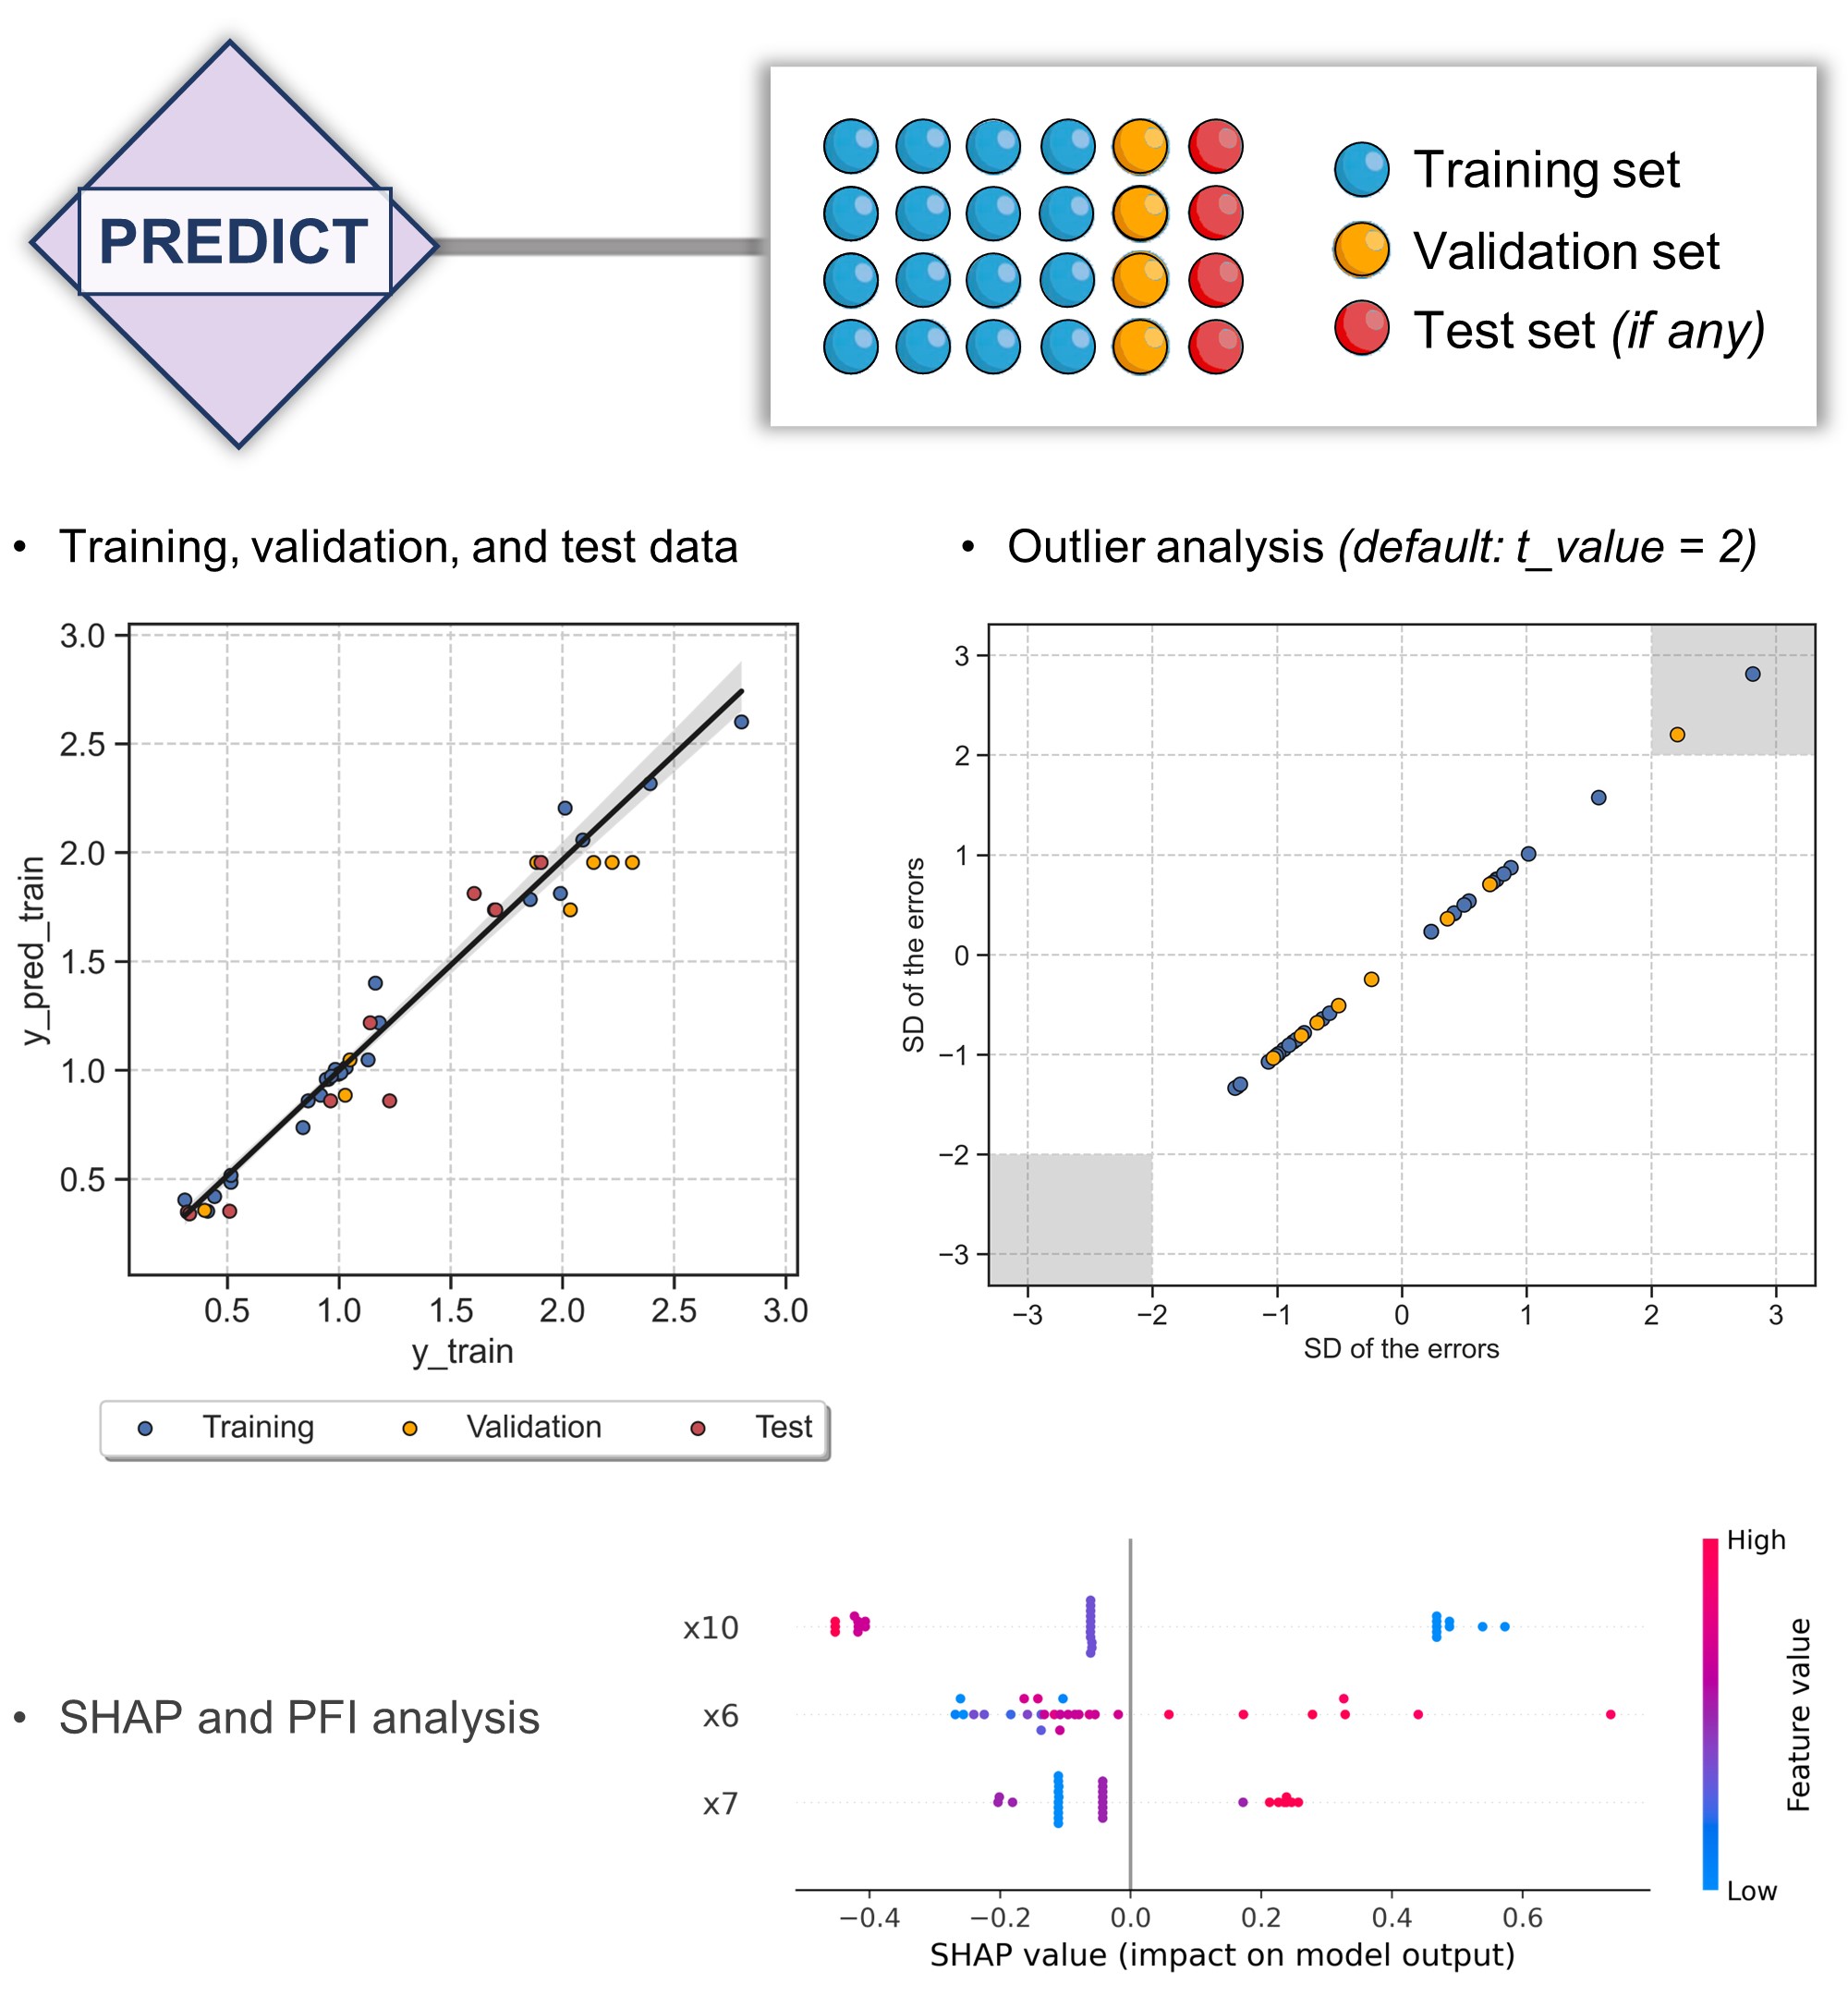 PREDICT
Training set
Validation set
Test set (if any)
• Training, validation, and test data
• Outlier analysis (default: t_value = 2)
3.0
2.5
2.0
1.5
1.0
0.5
y_pred_train
0.5 1.0 1.5 2.0 2.5 3.0
y_train
Training Validation Test
3
2
1
0
−1
−2
−3
SD of the errors
−3 −2 −1 0 1 2 3
SD of the errors
• SHAP and PFI analysis
x10
x6
x7
−0.4 −0.2 0.0 0.2 0.4 0.6
SHAP value (impact on model output)
High
Feature value
Low